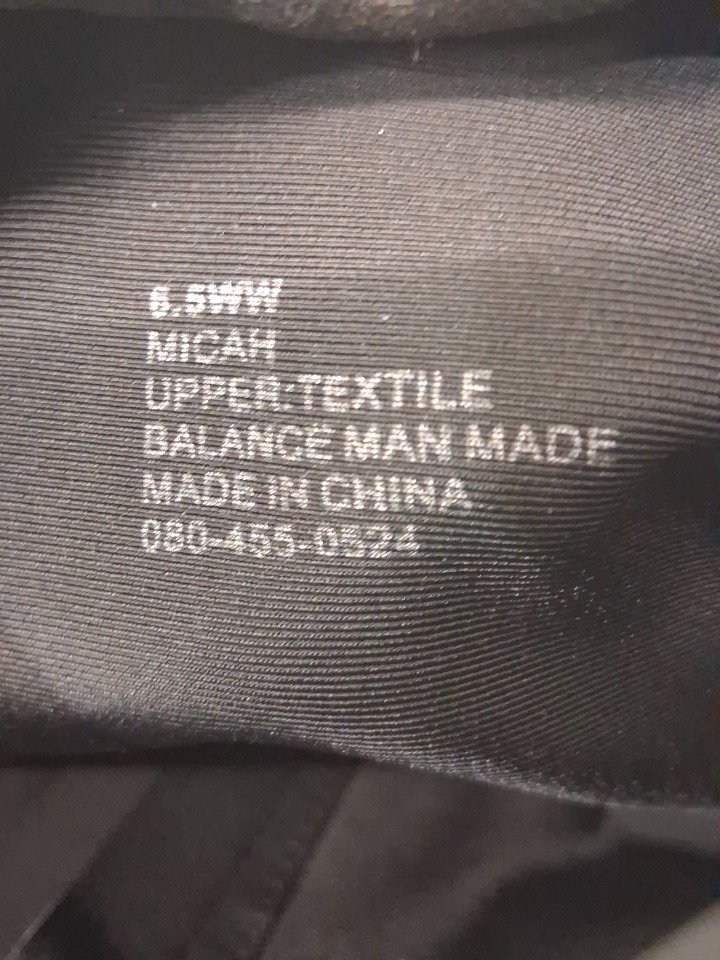 6.5WW
MICAH
UPPER:TEXTILE
BALANCE MAN MADE
MADE IN CHINA
080-455-0524